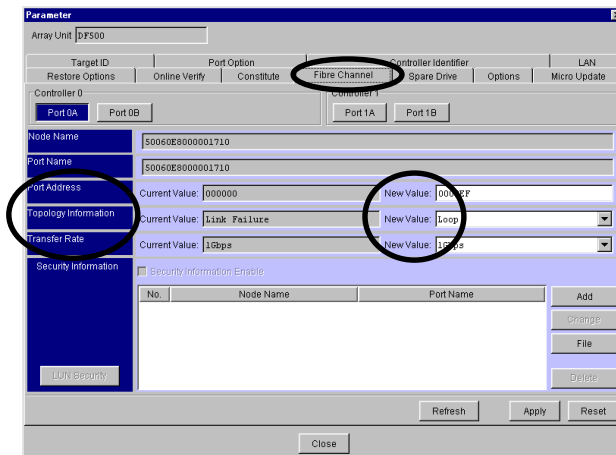 Parameter
Array Unit DF500
Target ID Port Option Controller Identifier LAN
Restore Options Online Verify Constitute Fibre Channel Spare Drive Options Micro Update
Controller 0 Controller 1
Port 0A Port 0B Port 1A Port 1B
Node Name 50060E8000001710
Port Name 50060E8000001710
Port Address Current Value: 000000 New Value:
Topology Information Current Value: Link Failure New Value: Loop
Transfer Rate Current Value: 1Gbps New Value: 1Gbps
Security Information Security Information Enable
No. Node Name Port Name Add
Change
File
LUN Security Delete
Refresh Apply Reset
Close